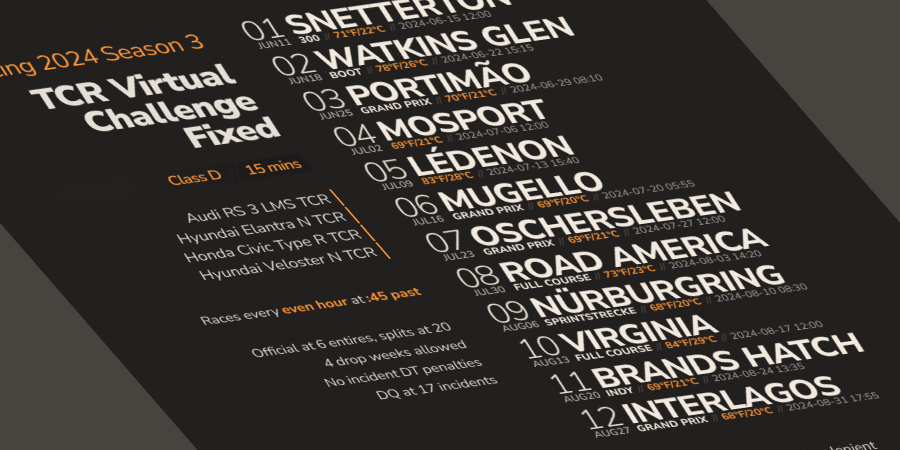 ing 2024 Season 3
TCR Virtual
Challenge
Fixed
Class D // 15 mins
Audi RS 3 LMS TCR
Hyundai Elantra N TCR
Honda Civic Type R TCR
Hyundai Veloster N TCR
Races every even hour at :45 past
Official at 6 entires, splits at 20
4 drop weeks allowed
No incident DT penalties
DQ at 17 incidents
01 SNETTERTON
JUN11 300 // 71°F/22°C // 2024-06-15 12:00
02 WATKINS GLEN
JUN18 BOOT // 78°F/26°C // 2024-06-22 15:15
03 PORTIMÃO
JUN25 GRAND PRIX // 70°F/21°C // 2024-06-29 08:10
04 MOSPORT
JUL02 69°F/21°C // 2024-07-06 12:00
05 LÉDENON
JUL09 83°F/28°C // 2024-07-13 15:40
06 MUGELLO
JUL16 GRAND PRIX // 69°F/20°C // 2024-07-20 05:55
07 OSCHERSLEBEN
JUL23 GRAND PRIX // 69°F/21°C // 2024-07-27 12:00
08 ROAD AMERICA
JUL30 FULL COURSE // 73°F/23°C // 2024-08-03 14:20
09 NÜRBURGRING
AUG06 SPRINTSTRECKE // 68°F/20°C // 2024-08-10 08:30
10 VIRGINIA
AUG13 FULL COURSE // 84°F/29°C // 2024-08-17 12:00
11 BRANDS HATCH
AUG20 INDY // 69°F/21°C // 2024-08-24 13:35
12 INTERLAGOS
AUG27 GRAND PRIX // 68°F/20°C // 2024-08-31 17:55